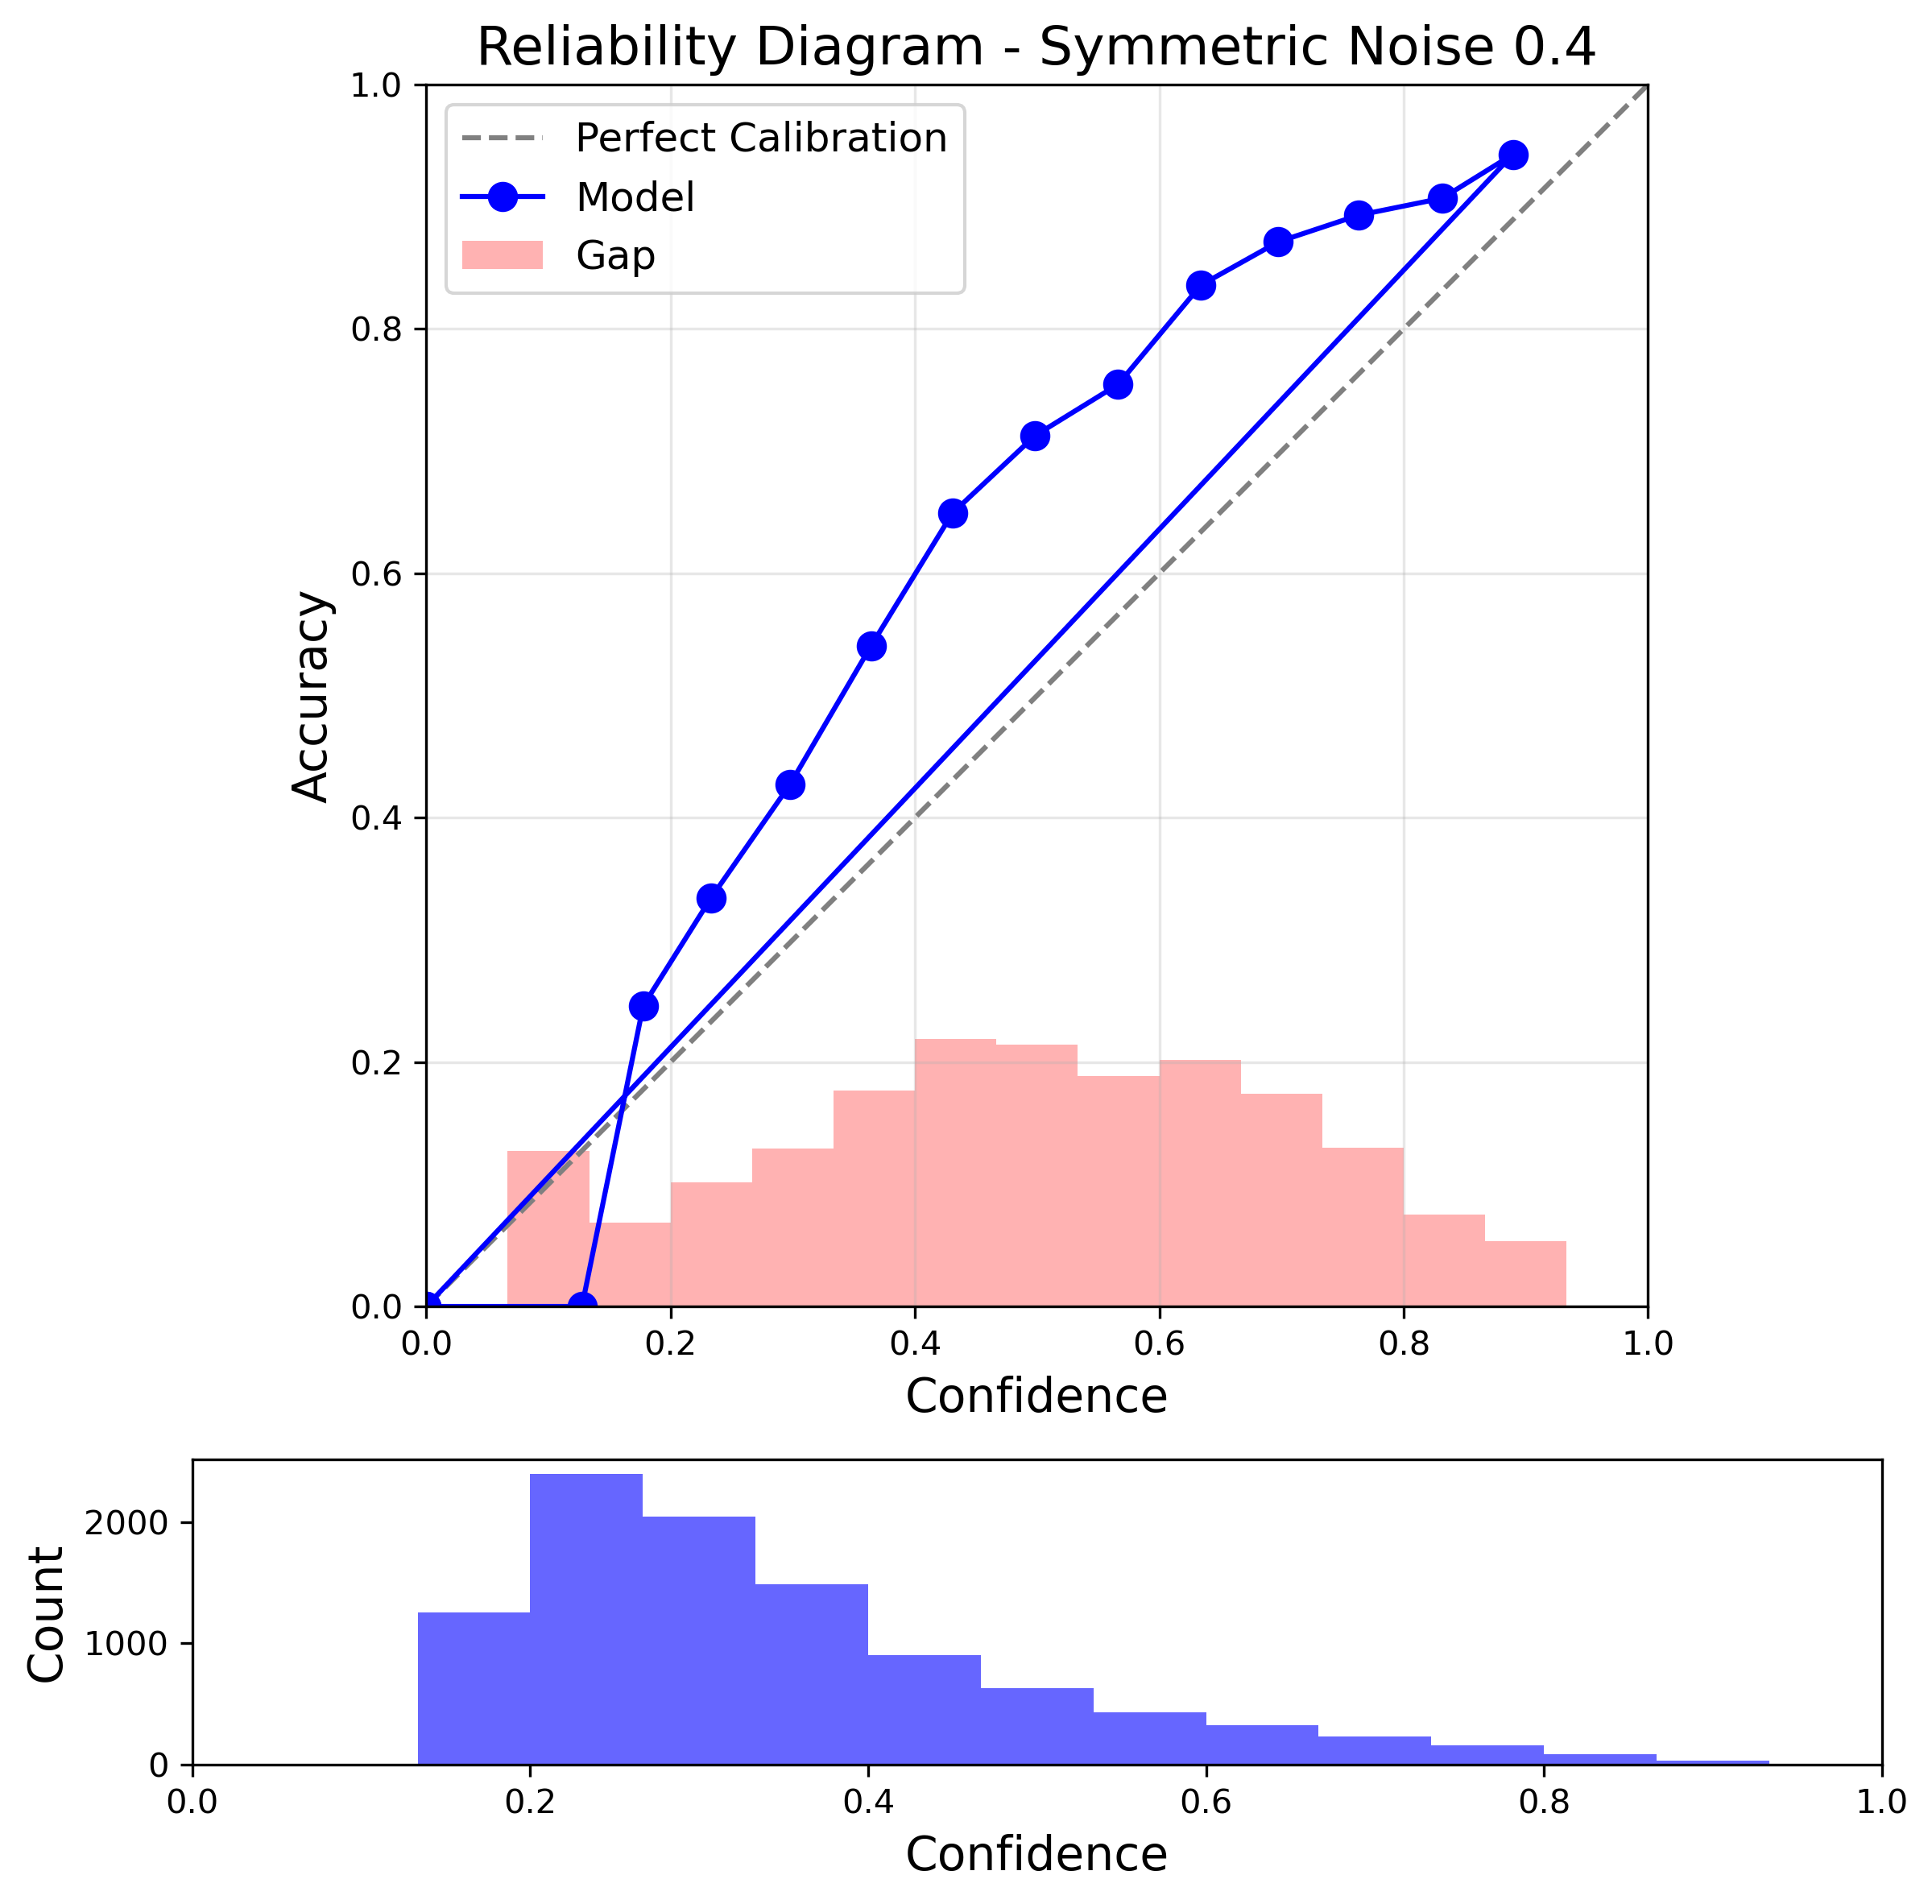 Reliability Diagram - Symmetric Noise 0.4
1.0
Perfect Calibration
Model
Gap
0.8
0.6
0.4
0.2
0.0
Accuracy
0.0 0.2 0.4 0.6 0.8 1.0
Confidence
2000
1000
0
Count
0.0 0.2 0.4 0.6 0.8 1.0
Confidence